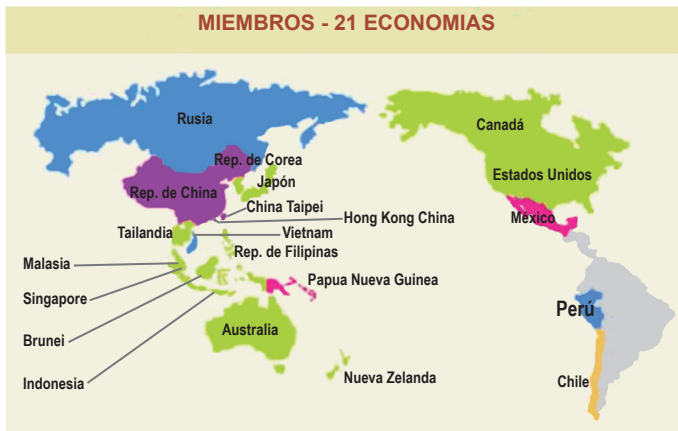 MIEMBROS - 21 ECONOMIAS
Rusia
Canadá
Rep. de Corea
Estados Unidos
Japón
Rep. de China
China Taipei
Hong Kong China
México
Tailandia
Vietnam
Rep. de Filipinas
Malasia
Papua Nueva Guinea
Singapore
Perú
Australia
Brunei
Nueva Zelanda
Chile
Indonesia